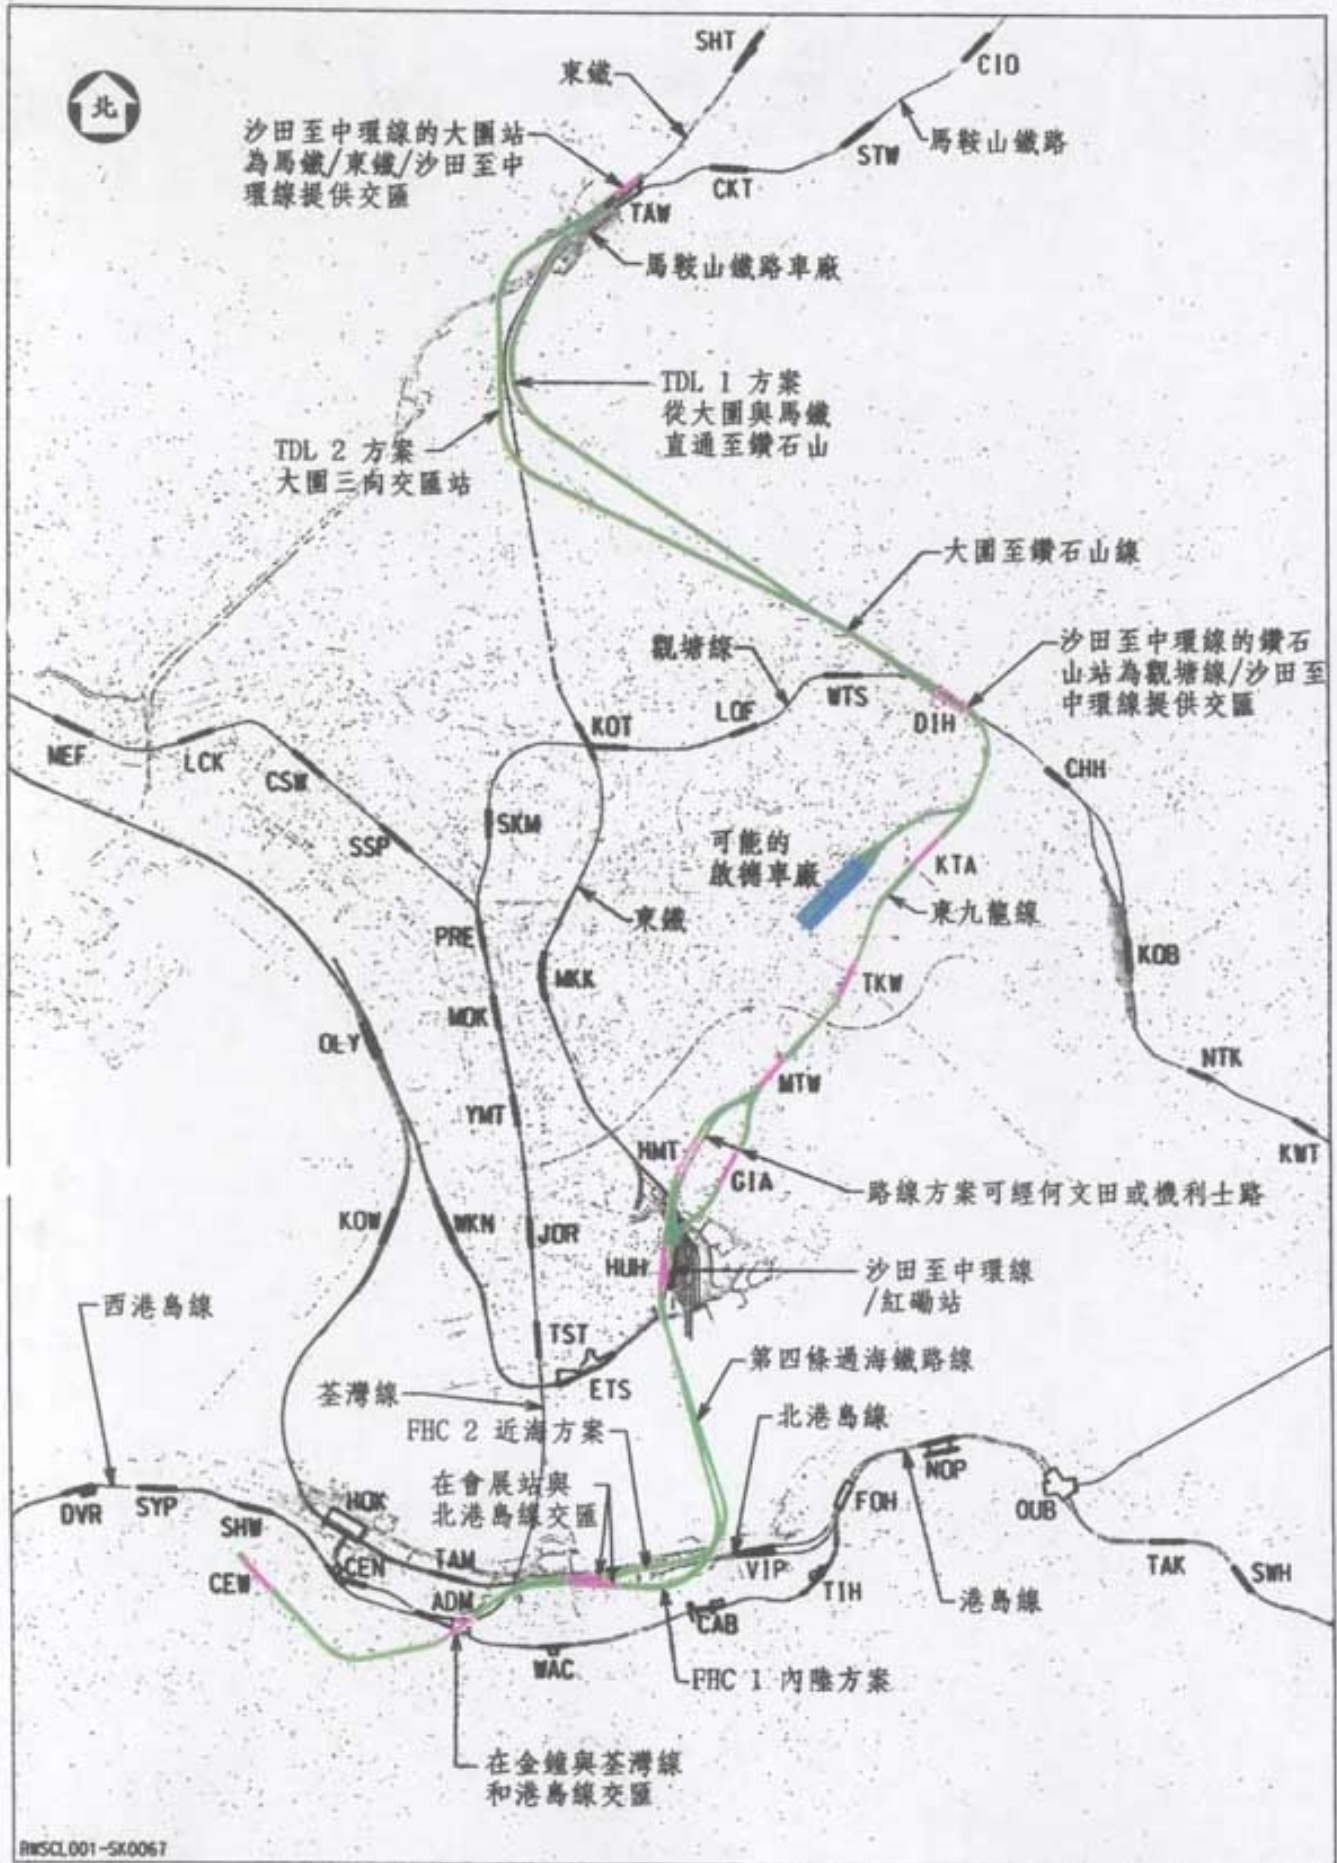 SHT
CIO
東鐵
北
沙田至中環線的大圍站
為馬鐵/東鐵/沙田至中
環線提供交匯
STW
馬鞍山鐵路
CKT
TAW
馬鞍山鐵路車廠
TDL 1 方案
從大圍與馬鐵
直通至鑽石山
TDL 2 方案
大圍三向交匯站
大圍至鑽石山線
沙田至中環線的鑽石
山站為觀塘線/沙田至
中環線提供交匯
觀塘線
WTS
LOF
DIH
KOT
MEF
LCK
CSW
CHH
SSP
SKM
可能的
啟德車廠
KTA
東九龍線
東鐵
PRE
KOB
MKK
TKW
MOK
OLY
NTK
MTW
YMT
HMT
KWT
GIA
路線方案可經何文田或機利士路
KOW
WKN
JOR
HUH
沙田至中環線
/紅磡站
西港島線
TST
第四條過海鐵路線
ETS
荃灣線
FHC 2 近海方案
北港島線
NOP
在會展站與
北港島線交匯
DVR
SYP
SHW
HOK
FOH
QUB
CEW
CEN
TAM
VIP
TIH
TAK
SWH
ADM
CAB
港島線
WAC
FHC 1 內陸方案
在金鐘與荃灣線
和港島線交匯
RWSCL001-SK0067